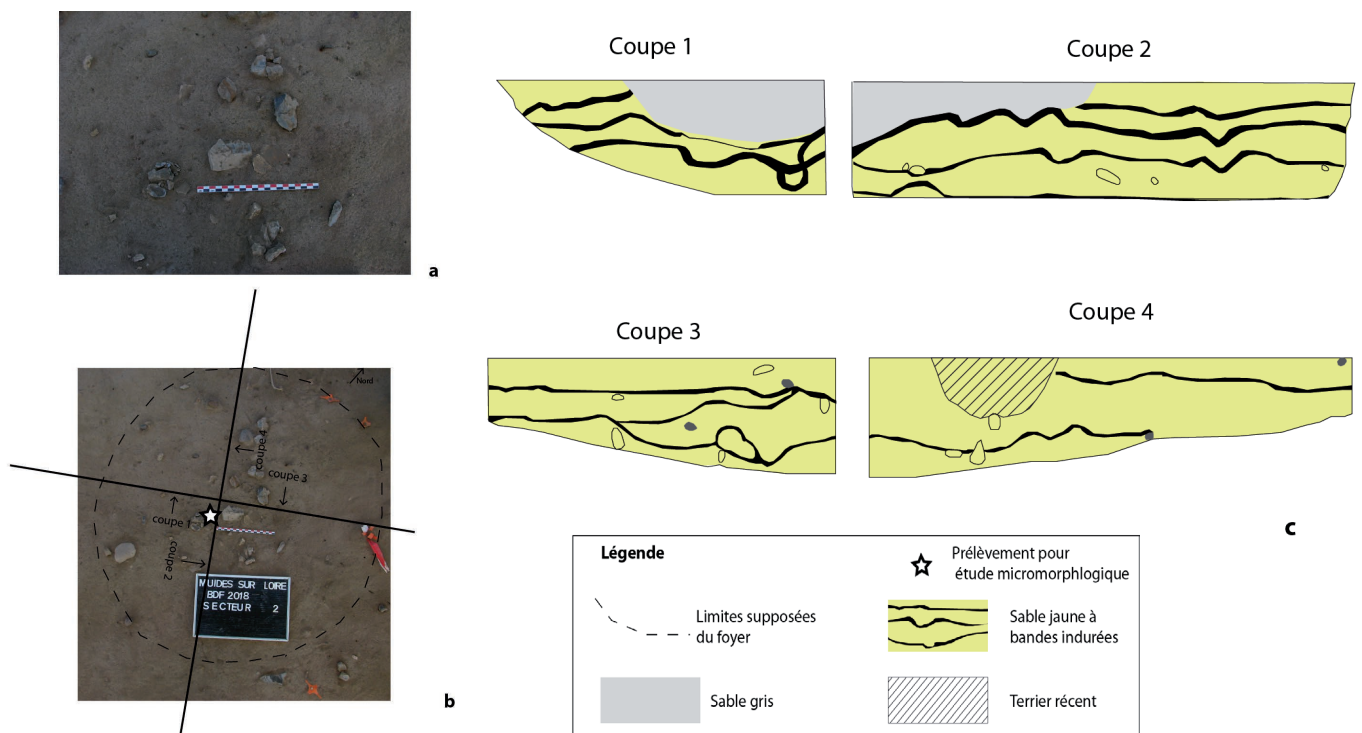 a
Coupe 1
Coupe 2
Coupe 3
Coupe 4
c
Nord
coupe 4
coupe 3
coupe 1
coupe 2
MUIDES SUR LOIRE
BDF 2018
SECTEUR 2
b
Légende
Limites supposées
du foyer
Sable gris
Prélèvement pour
étude micromorphlogique
Sable jaune à
bandes indurées
Terrier récent